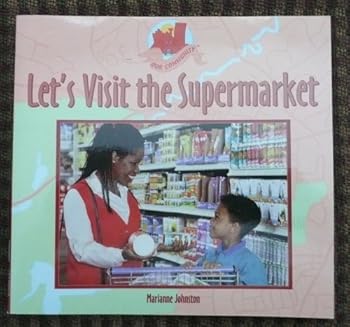 OUR COMMUNITY
Let's Visit the Supermarket
Marianne Johnston